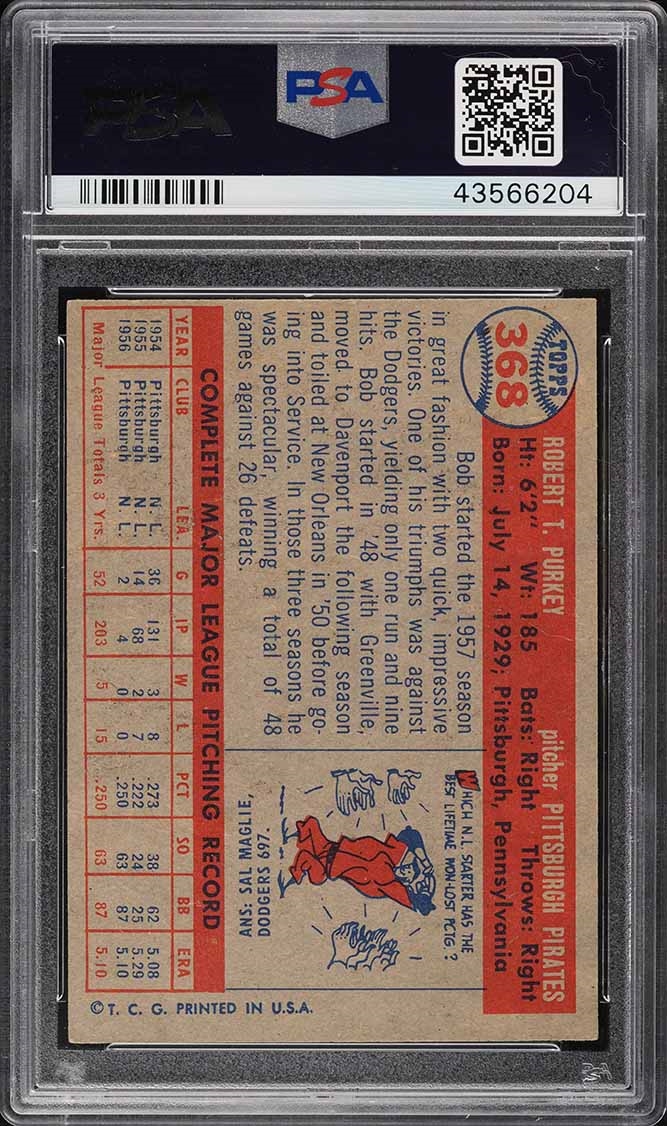 PSA
PSA
43566204
TOPPS
368
ROBERT T. PURKEY pitcher PITTSBURGH PIRATES
Ht: 6'2" Wt: 185 Bats: Right Throws: Right
Born: July 14, 1929; Pittsburgh, Pennsylvania
Bob started the 1957 season
in great fashion with two quick, impressive
victories. One of his triumphs was against
the Dodgers, yielding only one run and nine
hits. Bob started in '48 with Greenville,
moved to Davenport the following season
and toiled at New Orleans in '50 before go-
ing into Service. In those three seasons he
was spectacular, winning a total of 48
games against 26 defeats.
WHICH N.L. STARTER HAS THE
BEST LIFETIME WON-LOST PCTG.?
ANS: SAL MAGLIE,
DODGERS 697.
COMPLETE MAJOR LEAGUE PITCHING RECORD
YEAR CLUB LEA. G IP W L PCT SO BB ERA
1954 Pittsburgh N. L. 36 131 3 8 .273 38 62 5.08
1955 Pittsburgh N. L. 14 68 2 7 .222 24 25 5.29
1956 Pittsburgh N. L. 2 4 0 0 .250 63 87 5.10
Major League Totals 3 Yrs. 52 203 5 15 .250 63 87 5.10
© T. C. G. PRINTED IN U.S.A.